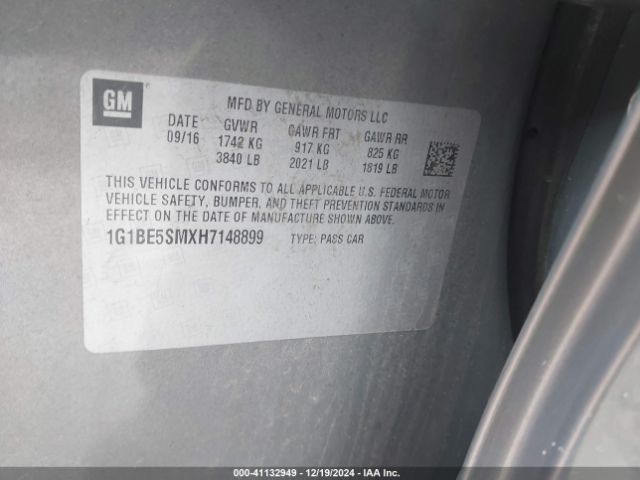 GM
MFD BY GENERAL MOTORS LLC
DATE GVWR GAWR FRT GAWR RR
09/16 1742 KG 917 KG 825 KG
3840 LB 2021 LB 1819 LB
THIS VEHICLE CONFORMS TO ALL APPLICABLE U.S. FEDERAL MOTOR
VEHICLE SAFETY, BUMPER, AND THEFT PREVENTION STANDARDS IN
EFFECT ON THE DATE OF MANUFACTURE SHOWN ABOVE.
1G1BE5SMXH7148899 TYPE: PASS CAR
000-41132949 - 12/19/2024 - IAAI.COM